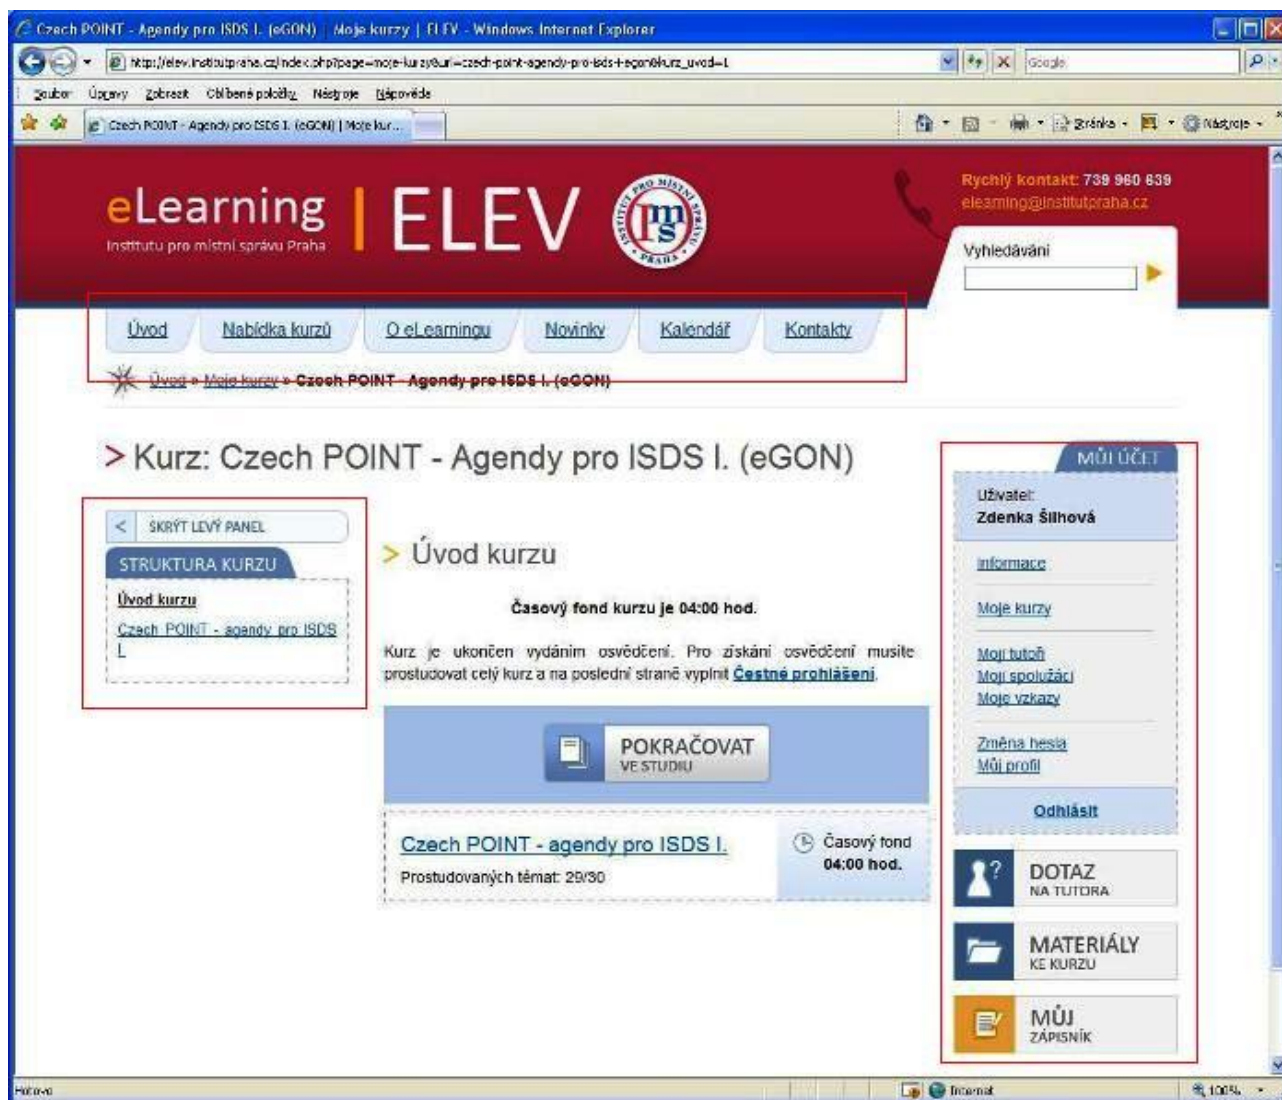 Czech POINT - Agendy pro ISDS I. (eGON) | Moje kurzy | ELEV - Windows Internet Explorer
Google
Soubor Úpravy Zobrazit Oblíbené položky Nástroje Nápověda
Czech POINT - Agendy pro ISDS I. (eGON) | Moje kur...
Stránka
Nástroje
eLearning | ELEV
Institutu pro místní správu Praha
INSTITUT PRO MÍSTNÍ SPRÁVU • PRAHA •
Rychlý kontakt: 739 960 839
elearning@institutpraha.cz
Vyhledávání
Úvod Nabídka kurzů O eLearningu Novinky Kalendář Kontakty
Úvod » Moje kurzy » Czech POINT - Agendy pro ISDS I. (eGON)
> Kurz: Czech POINT - Agendy pro ISDS I. (eGON)
< SKRÝT LEVÝ PANEL
STRUKTURA KURZU
Úvod kurzu
Czech POINT - agendy pro ISDS
I.
> Úvod kurzu
Časový fond kurzu je 04:00 hod.
Kurz je ukončen vydáním osvědčení. Pro získání osvědčení musíte
prostudovat celý kurz a na poslední straně vyplnit Čestné prohlášení.
POKRAČOVAT
VE STUDIU
Czech POINT - agendy pro ISDS I.
Prostudovaných témat: 29/30
Časový fond
04:00 hod.
MŮJ ÚČET
Uživatel:
Zdenka Šilhová
Informace
Moje kurzy
Moji tutoři
Moji spolužáci
Moje vzkazy
Změna hesla
Můj profil
Odhlásit
DOTAZ
NA TUTORA
MATERIÁLY
KE KURZU
MŮJ
ZÁPISNÍK
Hotovo
Internet
100%